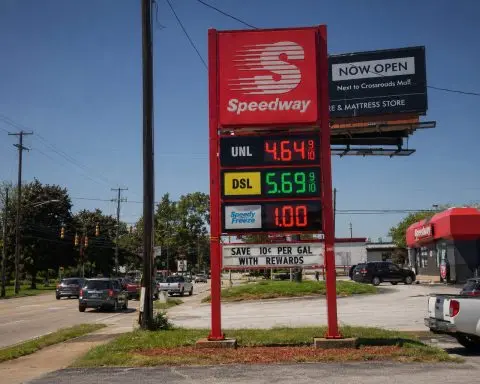 Speedway
UNL 4.64 9/10
DSL 5.69 9/10
Speedy Freeze 1.00
SAVE 10¢ PER GAL
WITH REWARDS
NOW OPEN
Next to Crossroads Mall
RE & MATTRESS STORE
Speedway